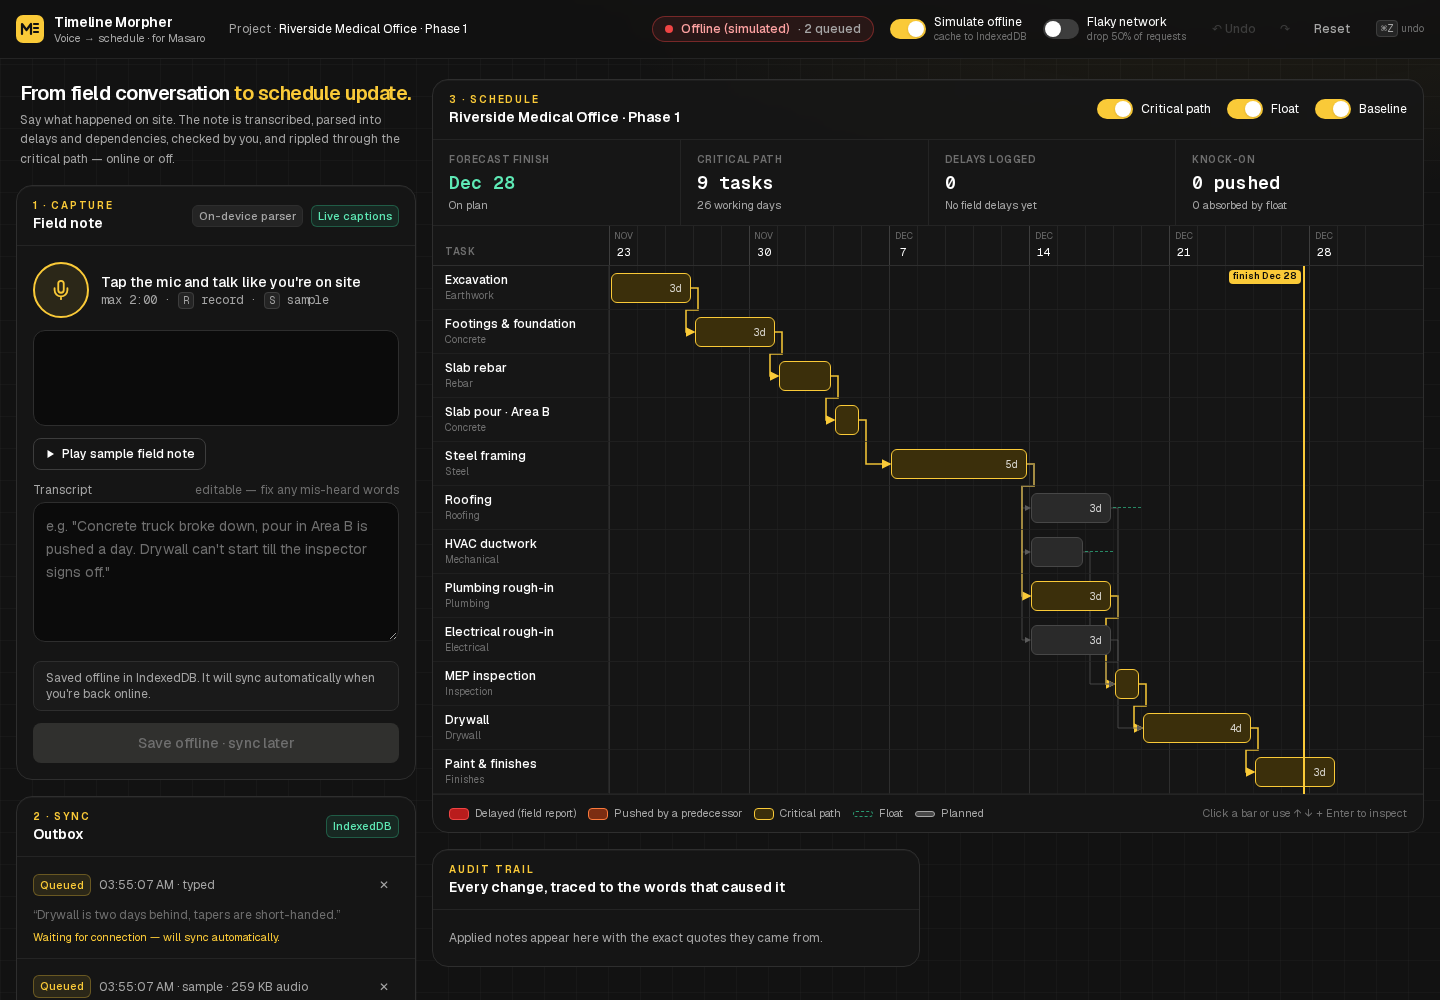 Timeline Morpher
Voice → schedule · for Masaro
Project · Riverside Medical Office · Phase 1
Offline (simulated) · 2 queued
Simulate offline
cache to IndexedDB
Flaky network
drop 50% of requests
↶ Undo
↷
Reset
⌘Z undo
From field conversation to schedule update.
Say what happened on site. The note is transcribed, parsed into
delays and dependencies, checked by you, and rippled through the
critical path — online or off.
1 · CAPTURE
Field note
On-device parser
Live captions
Tap the mic and talk like you're on site
max 2:00 · R record · S sample
Play sample field note
Transcript
editable — fix any mis-heard words
e.g. "Concrete truck broke down, pour in Area B is
pushed a day. Drywall can't start till the inspector
signs off."
Saved offline in IndexedDB. It will sync automatically when
you're back online.
Save offline · sync later
2 · SYNC
Outbox
IndexedDB
Queued 03:55:07 AM · typed ✕
“Drywall is two days behind, tapers are short-handed.”
Waiting for connection — will sync automatically.
Queued 03:55:07 AM · sample · 259 KB audio ✕
3 · SCHEDULE
Riverside Medical Office · Phase 1
Critical path
Float
Baseline
FORECAST FINISH
Dec 28
On plan
CRITICAL PATH
9 tasks
26 working days
DELAYS LOGGED
0
No field delays yet
KNOCK-ON
0 pushed
0 absorbed by float
TASK
NOV 23
NOV 30
DEC 7
DEC 14
DEC 21
DEC 28
finish Dec 28
Excavation
Earthwork
3d
Footings & foundation
Concrete
3d
Slab rebar
Rebar
Slab pour · Area B
Concrete
Steel framing
Steel
5d
Roofing
Roofing
3d
HVAC ductwork
Mechanical
Plumbing rough-in
Plumbing
3d
Electrical rough-in
Electrical
3d
MEP inspection
Inspection
Drywall
Drywall
4d
Paint & finishes
Finishes
3d
Delayed (field report)
Pushed by a predecessor
Critical path
Float
Planned
Click a bar or use ↑ ↓ + Enter to inspect
AUDIT TRAIL
Every change, traced to the words that caused it
Applied notes appear here with the exact quotes they came from.